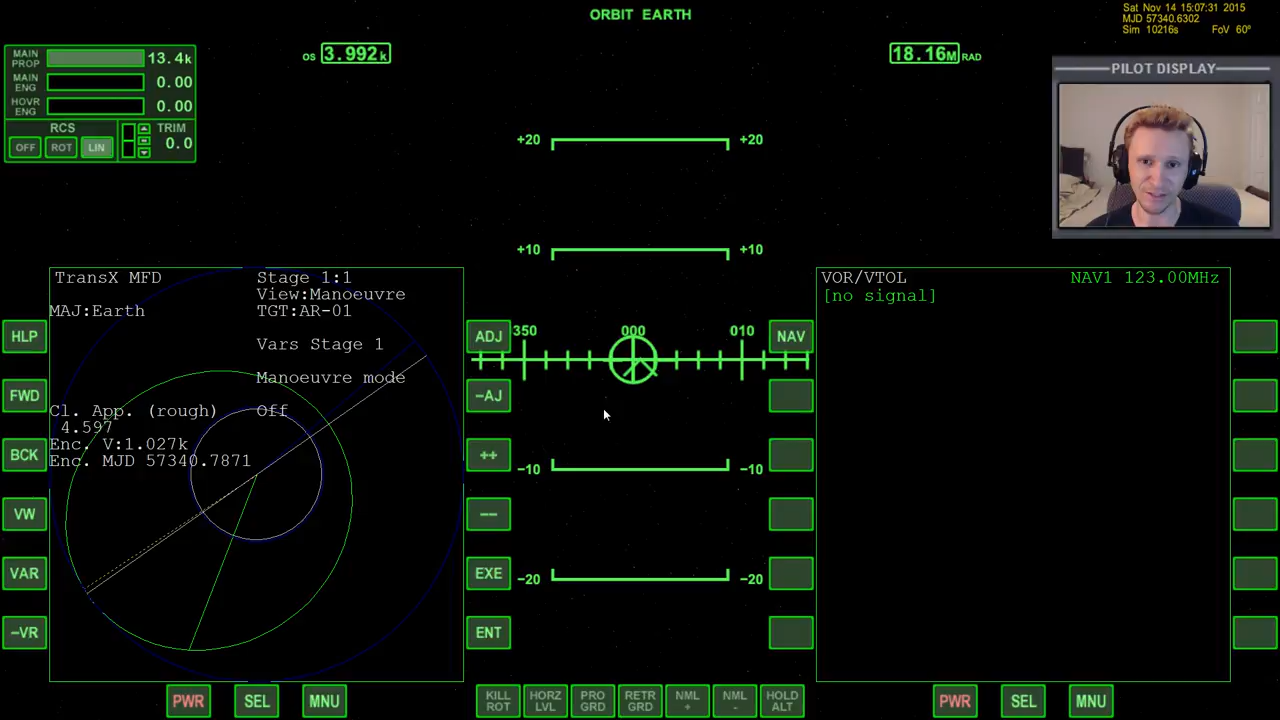 ORBIT EARTH
Sat Nov 14 15:07:31 2015
MJD 57340.6302
Sim 10216s FoV 60°
MAIN PROP 13.4k
MAIN ENG 0.00
HOVR ENG 0.00
RCS
TRIM
OFF ROT LIN 0.0
OS 3.992k
18.16M RAD
PILOT DISPLAY
+20 +20
+10 +10
350 000 010
-10 -10
-20 -20
TransX MFD
Stage 1:1
View:Manoeuvre
MAJ:Earth
TGT:AR-01
Vars Stage 1
Manoeuvre mode
Cl. App. (rough)
Off
4.597
Enc. V:1.027k
Enc. MJD 57340.7871
HLP
FWD
BCK
VW
VAR
-VR
ADJ
-AJ
++
--
EXE
ENT
PWR SEL MNU
KILL ROT
HORZ LVL
PRO GRD
RETR GRD
NML +
NML -
HOLD ALT
VOR/VTOL
NAV1 123.00MHz
[no signal]
NAV
PWR SEL MNU